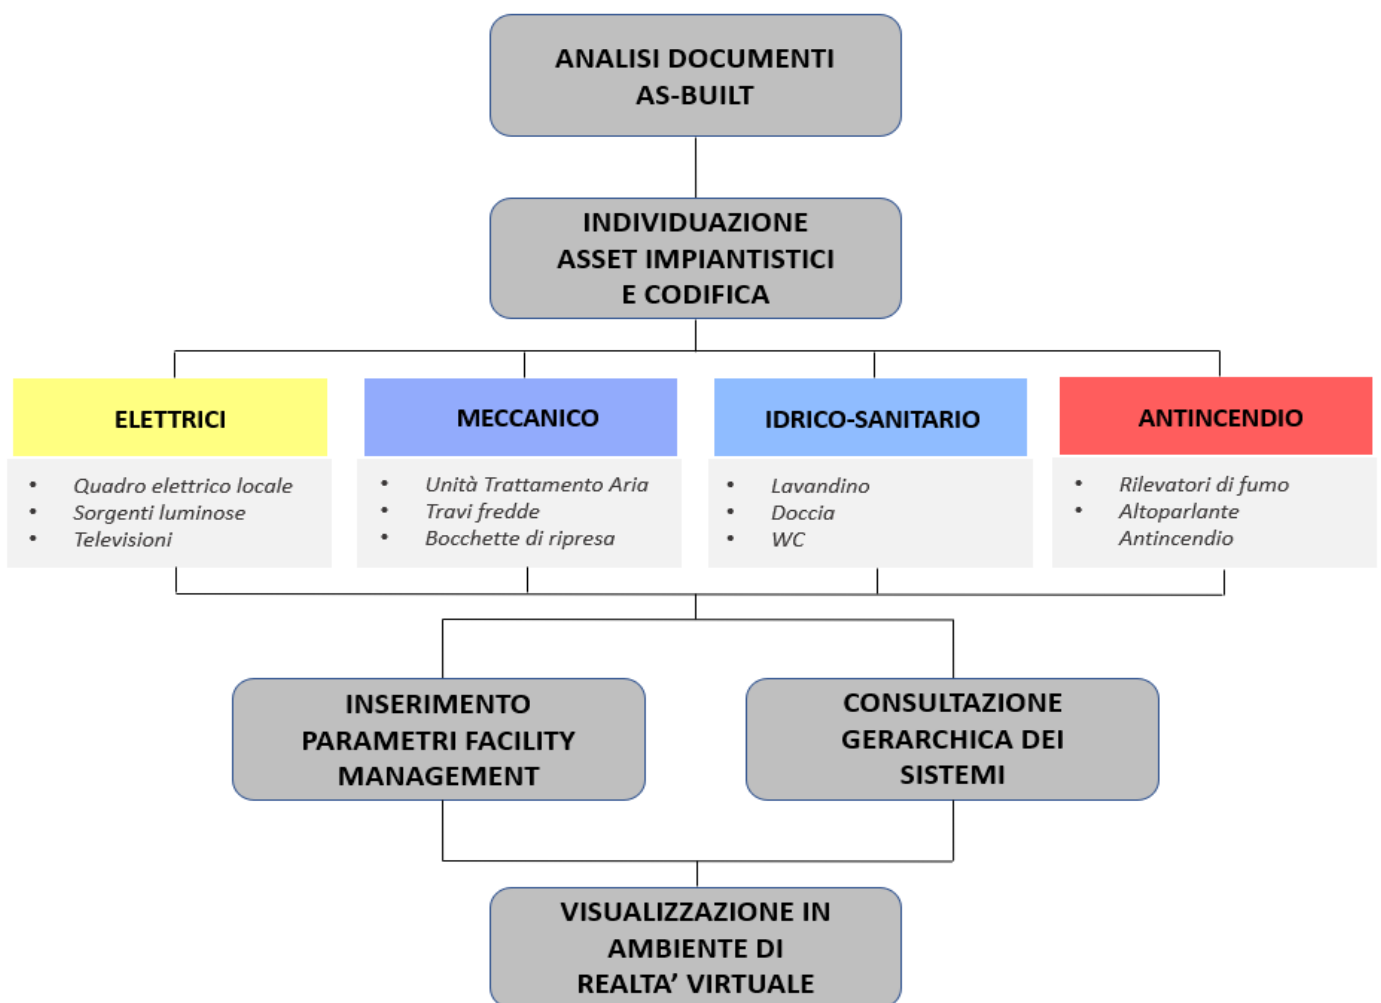 ANALISI DOCUMENTI
AS-BUILT
INDIVIDUAZIONE
ASSET IMPIANTISTICI
E CODIFICA
ELETTRICI
• Quadro elettrico locale
• Sorgenti luminose
• Televisioni
MECCANICO
• Unità Trattamento Aria
• Travi fredde
• Bocchette di ripresa
IDRICO-SANITARIO
• Lavandino
• Doccia
• WC
ANTINCENDIO
• Rilevatori di fumo
• Altoparlante
Antincendio
INSERIMENTO
PARAMETRI FACILITY
MANAGEMENT
CONSULTAZIONE
GERARCHICA DEI
SISTEMI
VISUALIZZAZIONE IN
AMBIENTE DI
REALTA’ VIRTUALE